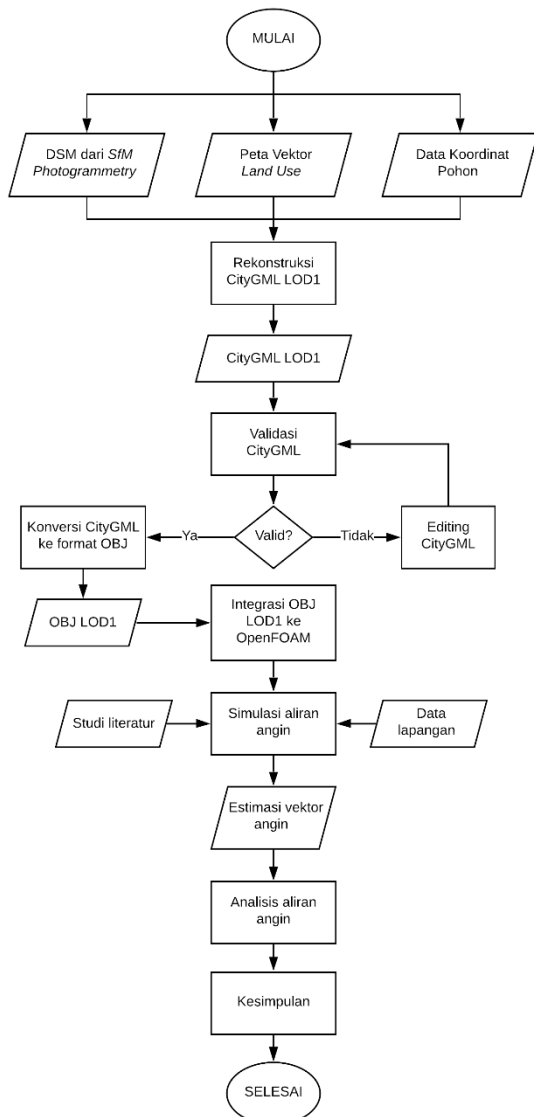 MULAI
DSM dari SfM
Photogrammetry
Peta Vektor
Land Use
Data Koordinat
Pohon
Rekonstruksi
CityGML LOD1
CityGML LOD1
Validasi
CityGML
Konversi CityGML
ke format OBJ
Ya
Valid?
Tidak
Editing
CityGML
OBJ LOD1
Integrasi OBJ
LOD1 ke
OpenFOAM
Studi literatur
Simulasi aliran
angin
Data
lapangan
Estimasi vektor
angin
Analisis aliran
angin
Kesimpulan
SELESAI